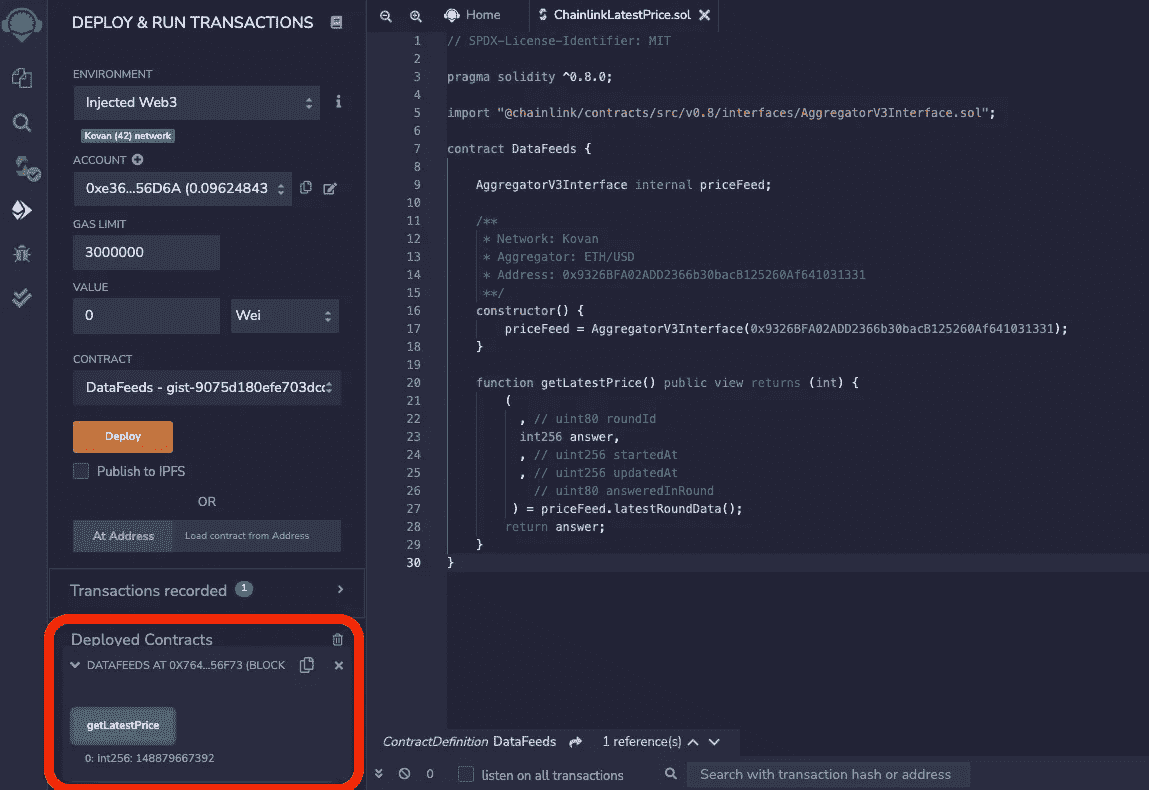 DEPLOY & RUN TRANSACTIONS
ENVIRONMENT
Injected Web3
Kovan (42) network
ACCOUNT
0xe36...56D6A (0.09624843
GAS LIMIT
3000000
VALUE
0
Wei
CONTRACT
DataFeeds - gist-9075d180efe703dcc
Deploy
Publish to IPFS
OR
At Address
Load contract from Address
Transactions recorded 1
Deployed Contracts
DATAFEEDS AT 0X764...56F73 (BLOCK
getLatestPrice
0: int256: 148879667392
Home
ChainlinkLatestPrice.sol
1 // SPDX-License-Identifier: MIT
2
3 pragma solidity ^0.8.0;
4
5 import "@chainlink/contracts/src/v0.8/interfaces/AggregatorV3Interface.sol";
6
7 contract DataFeeds {
8
9 AggregatorV3Interface internal priceFeed;
10
11 /**
12 * Network: Kovan
13 * Aggregator: ETH/USD
14 * Address: 0x9326BFA02ADD2366b30bacB125260Af641031331
15 **/
16 constructor() {
17 priceFeed = AggregatorV3Interface(0x9326BFA02ADD2366b30bacB125260Af641031331);
18 }
19
20 function getLatestPrice() public view returns (int) {
21 (
22 , // uint80 roundId
23 int256 answer,
24 , // uint256 startedAt
25 , // uint256 updatedAt
26 // uint80 answeredInRound
27 ) = priceFeed.latestRoundData();
28 return answer;
29 }
30 }
ContractDefinition DataFeeds
1 reference(s)
0
listen on all transactions
Search with transaction hash or address